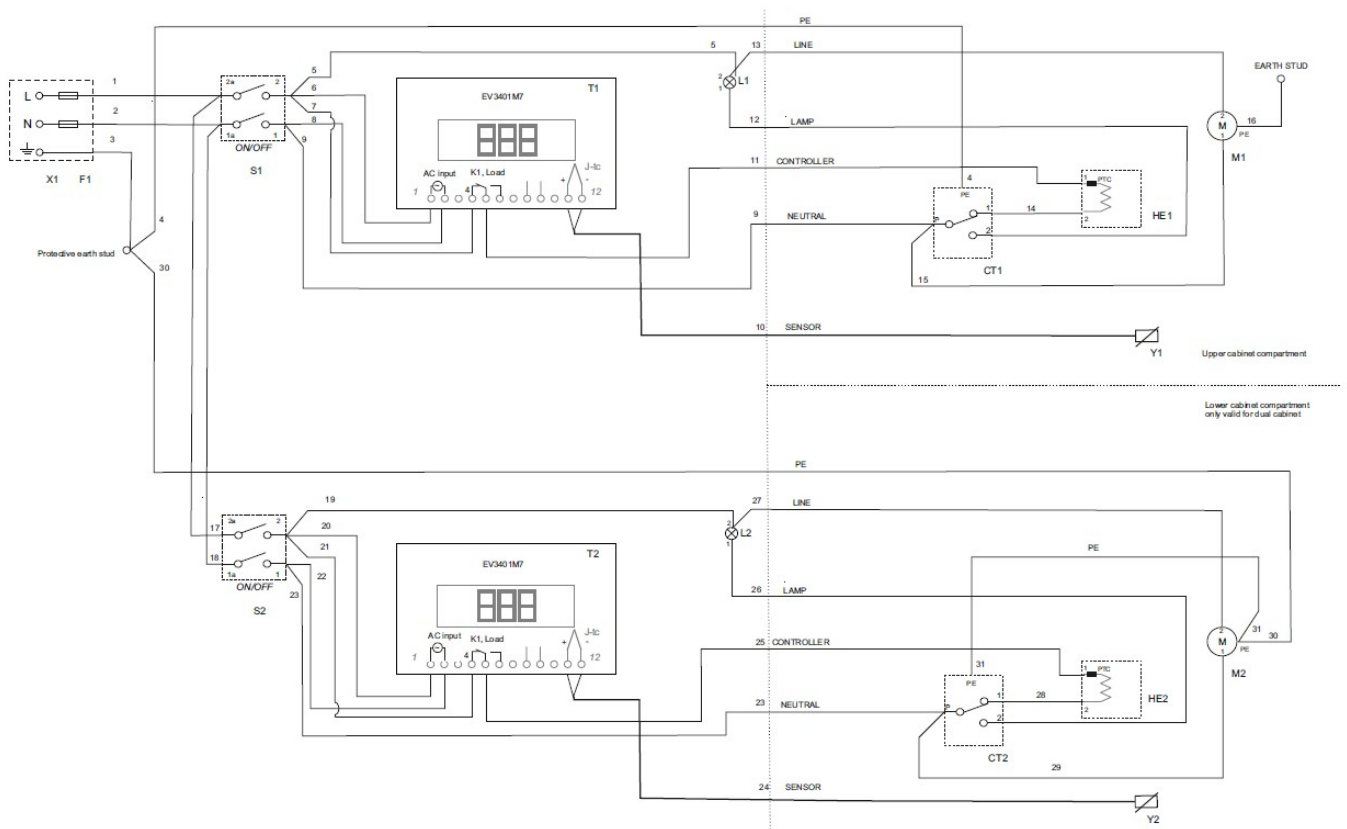 PE
5
13
LINE
EARTH STUD
1
2a
2
5
6
7
8
9
EV3401M7
T1
2
1
L1
L
2
N
3
1a
1
ON/OFF
S1
X1
F1
888
J-tc
AC input
K1, Load
+
-
1
4
12
12
LAMP
11
CONTROLLER
2
M
1
16
PE
M1
4
PE
1
2
P
CT1
14
1
PTC
2
HE1
9
NEUTRAL
15
4
Protective earth stud
30
10
SENSOR
Y1
Upper cabinet compartment
Lower cabinet compartment
only valid for dual cabinet
PE
19
27
LINE
17
2a
2
20
21
18
1a
1
22
ON/OFF
23
S2
EV3401M7
T2
888
J-tc
AC input
K1, Load
+
-
1
4
12
2
1
L2
PE
26
LAMP
25
CONTROLLER
31
30
2
M
1
PE
M2
31
PE
1
2
P
CT2
28
1
PTC
2
HE2
23
NEUTRAL
29
24
SENSOR
Y2